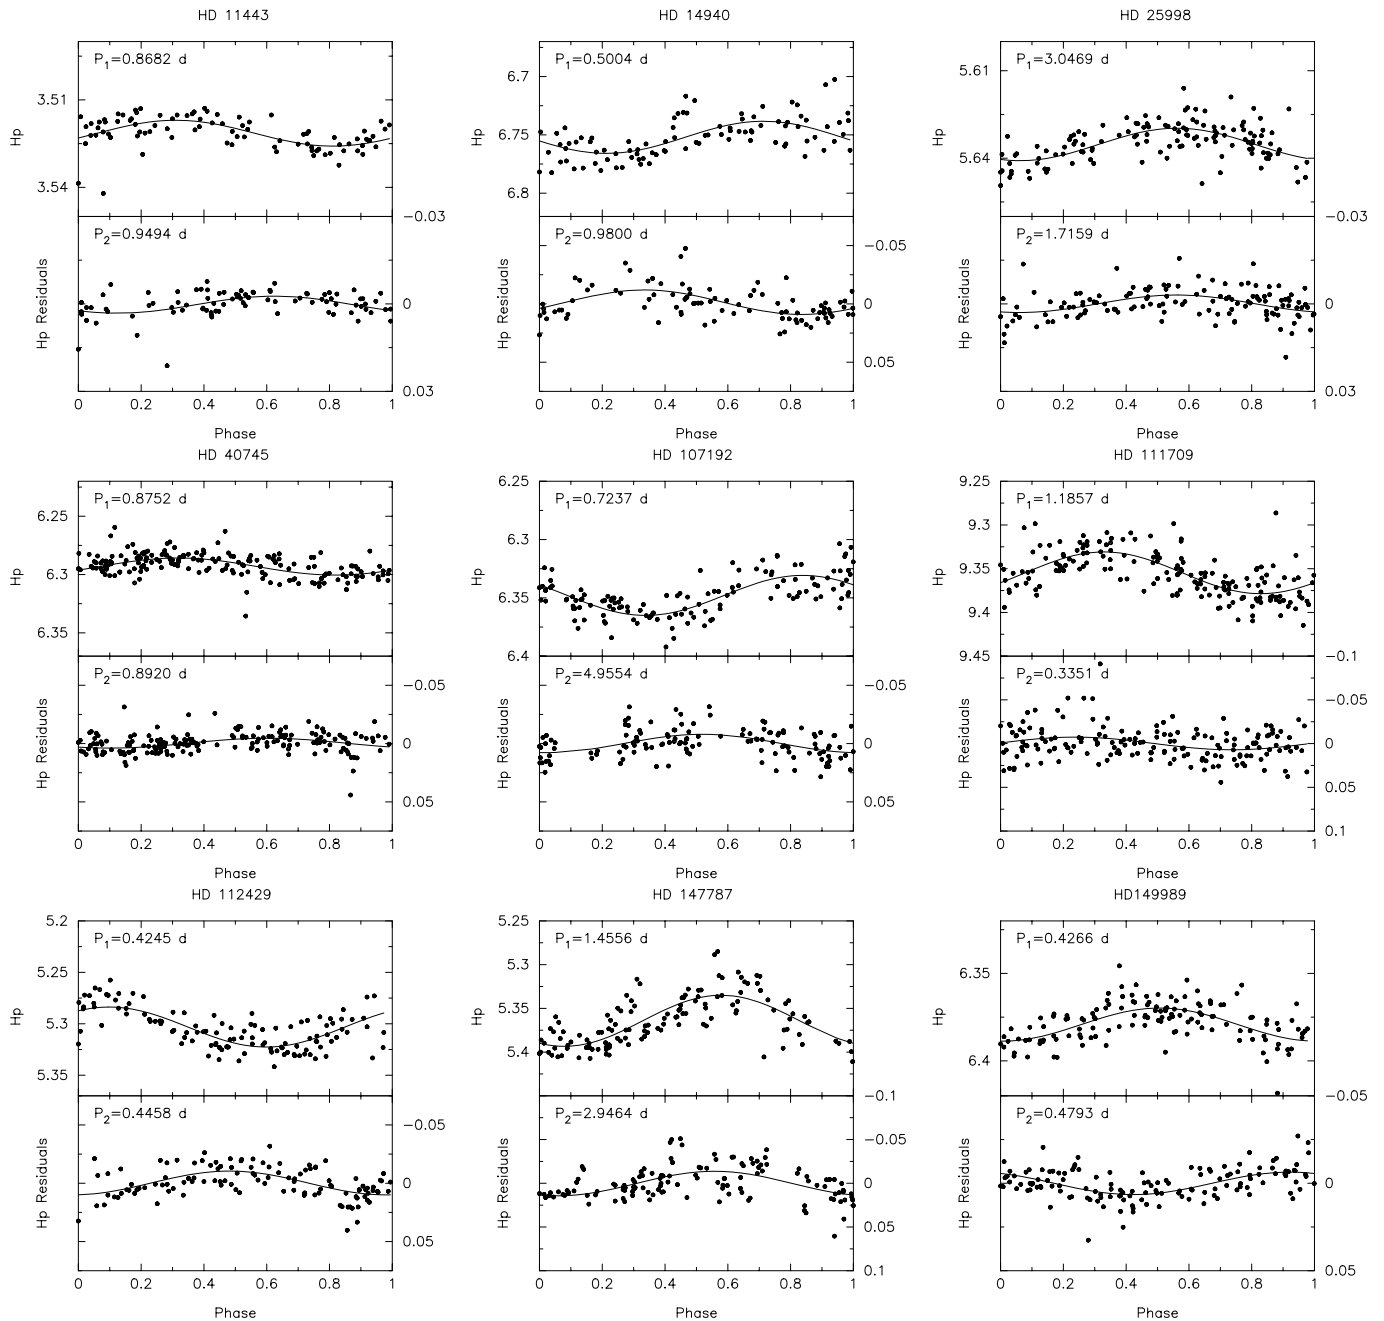 HD 11443
HD 14940
HD 25998
P1=0.8682 d
P1=0.5004 d
P1=3.0469 d
3.51
3.54
Hp
6.7
6.75
6.8
Hp
5.61
5.64
Hp
P2=0.9494 d
P2=0.9800 d
P2=1.7159 d
Hp Residuals
−0.03
0
0.03
Hp Residuals
−0.05
0
0.05
Hp Residuals
−0.03
0
0.03
0 0.2 0.4 0.6 0.8 1
0 0.2 0.4 0.6 0.8 1
0 0.2 0.4 0.6 0.8 1
Phase
Phase
Phase
HD 40745
HD 107192
HD 111709
P1=0.8752 d
P1=0.7237 d
P1=1.1857 d
6.25
6.3
6.35
Hp
6.25
6.3
6.35
6.4
Hp
9.25
9.3
9.35
9.4
9.45
Hp
P2=0.8920 d
P2=4.9554 d
P2=0.3351 d
Hp Residuals
−0.05
0
0.05
Hp Residuals
−0.05
0
0.05
Hp Residuals
−0.1
−0.05
0
0.05
0.1
0 0.2 0.4 0.6 0.8 1
0 0.2 0.4 0.6 0.8 1
0 0.2 0.4 0.6 0.8 1
Phase
Phase
Phase
HD 112429
HD 147787
HD149989
P1=0.4245 d
P1=1.4556 d
P1=0.4266 d
5.2
5.25
5.3
5.35
Hp
5.25
5.3
5.35
5.4
Hp
6.35
6.4
Hp
P2=0.4458 d
P2=2.9464 d
P2=0.4793 d
Hp Residuals
−0.05
0
0.05
Hp Residuals
−0.1
−0.05
0
0.05
0.1
Hp Residuals
−0.05
0
0.05
0 0.2 0.4 0.6 0.8 1
0 0.2 0.4 0.6 0.8 1
0 0.2 0.4 0.6 0.8 1
Phase
Phase
Phase